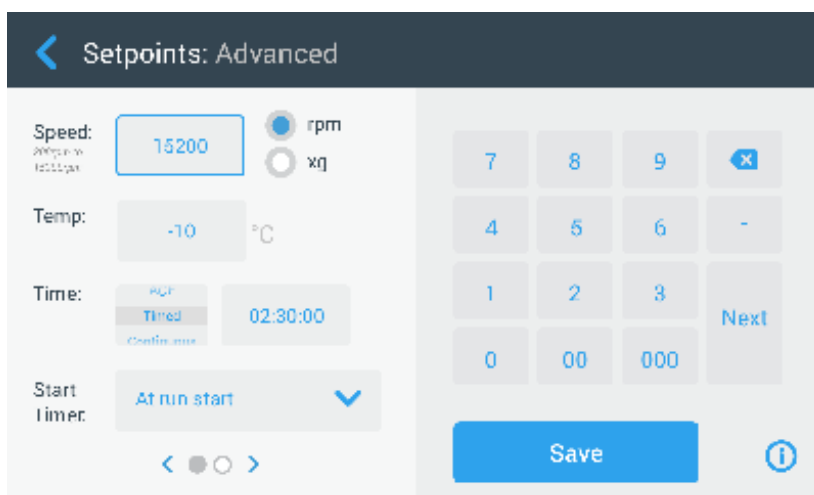 Setpoints: Advanced
Speed:
15200
rpm
xg
Temp:
-10
°C
Time:
Timed
Continuous
02:30:00
Start
Timer:
At run start
7 8 9
4 5 6 -
1 2 3
Next
0 00 000
Save